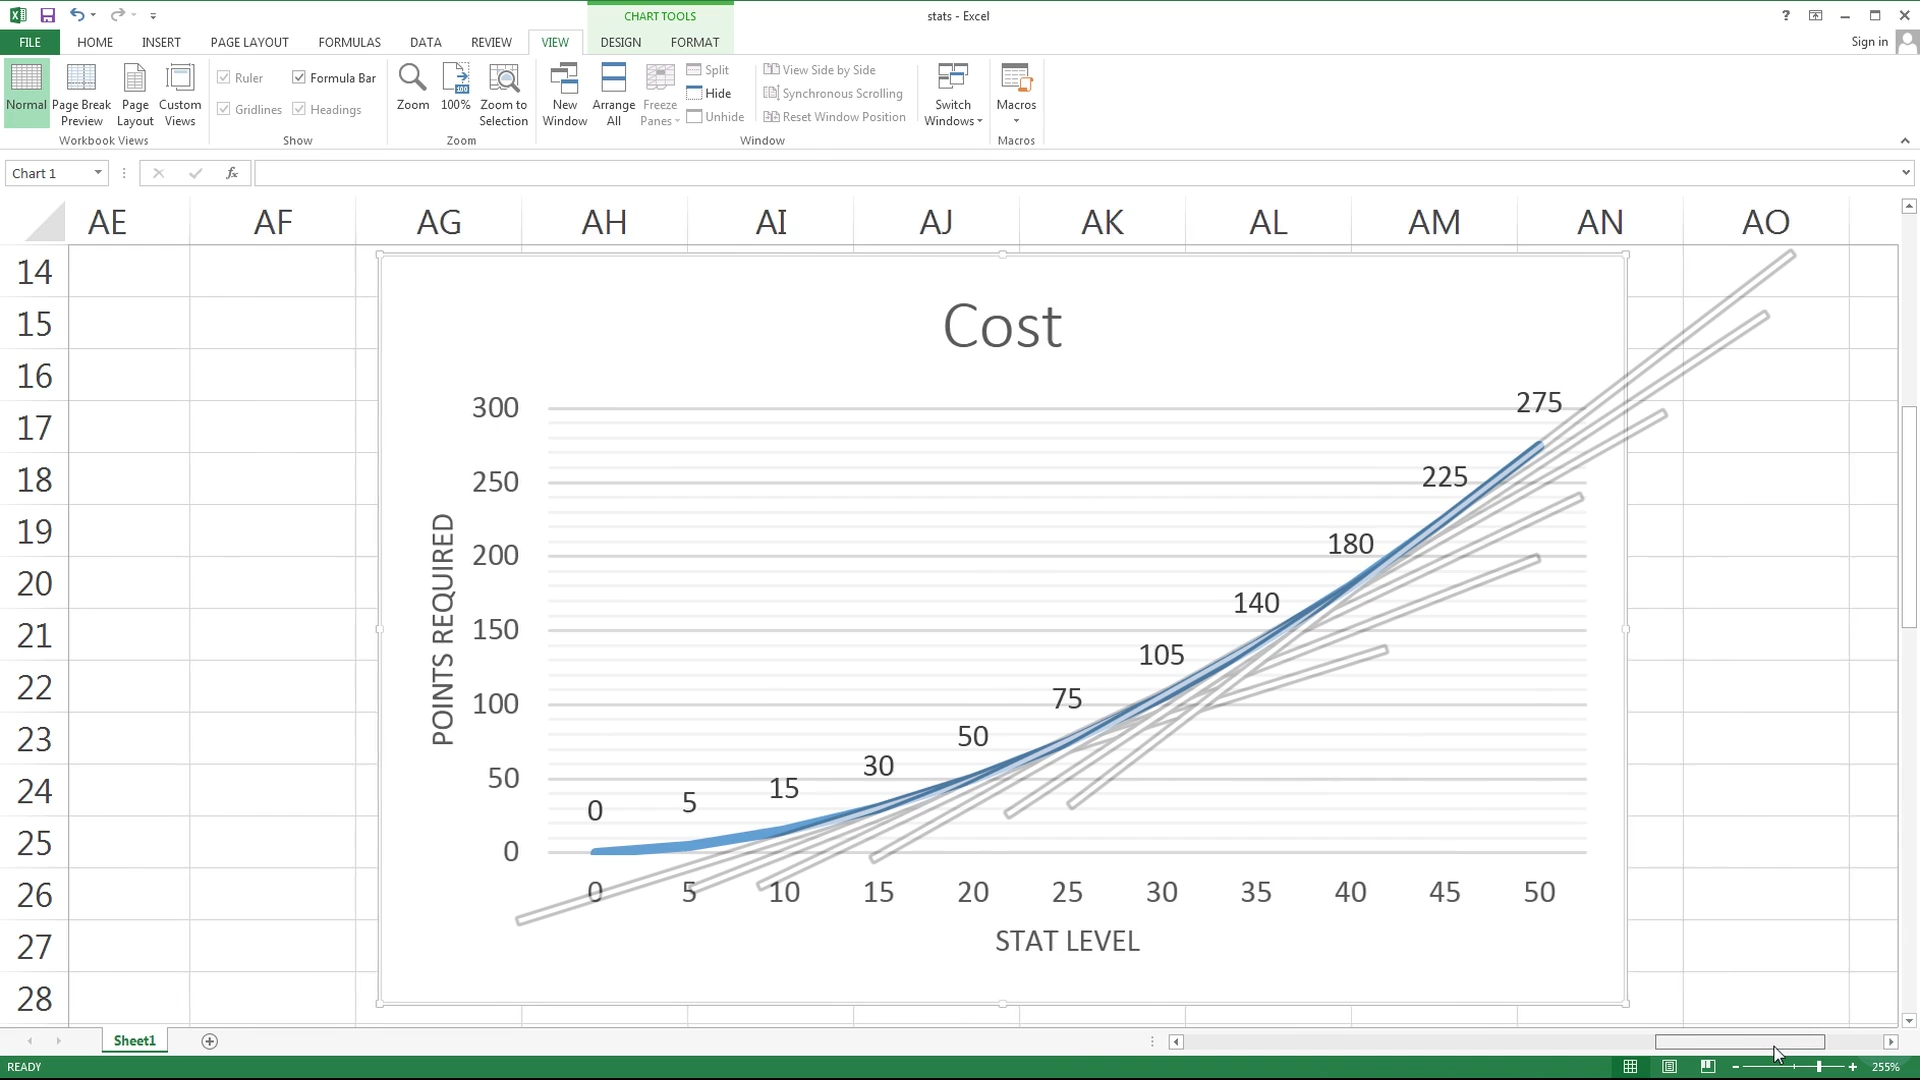 CHART TOOLS
stats - Excel
?
FILE HOME INSERT PAGE LAYOUT FORMULAS DATA REVIEW VIEW DESIGN FORMAT Sign in
Normal
Page Break Preview
Page Layout
Custom Views
Workbook Views
Ruler
Formula Bar
Gridlines
Headings
Show
Zoom
100%
Zoom to Selection
Zoom
New Window
Arrange All
Freeze Panes
Split
Hide
Unhide
View Side by Side
Synchronous Scrolling
Reset Window Position
Window
Switch Windows
Macros
Macros
Chart 1
fx
AE AF AG AH AI AJ AK AL AM AN AO
14
15
16
17
18
19
20
21
22
23
24
25
26
27
28
Cost
POINTS REQUIRED
300
250
200
150
100
50
0
0 5 15 30 50 75 105 140 180 225 275
0 5 10 15 20 25 30 35 40 45 50
STAT LEVEL
Sheet1
READY
255%